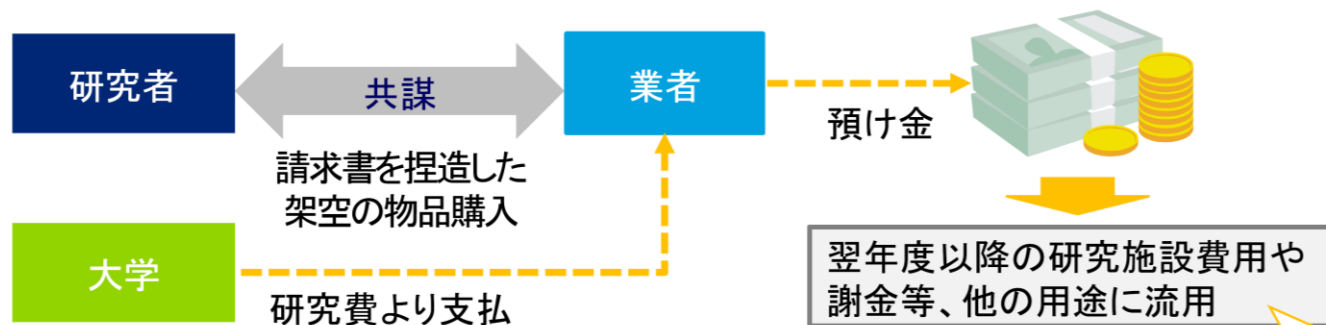 研究者
共謀
業者
預け金
請求書を捏造した
架空の物品購入
大学
研究費より支払
翌年度以降の研究施設費用や
謝金等、他の用途に流用